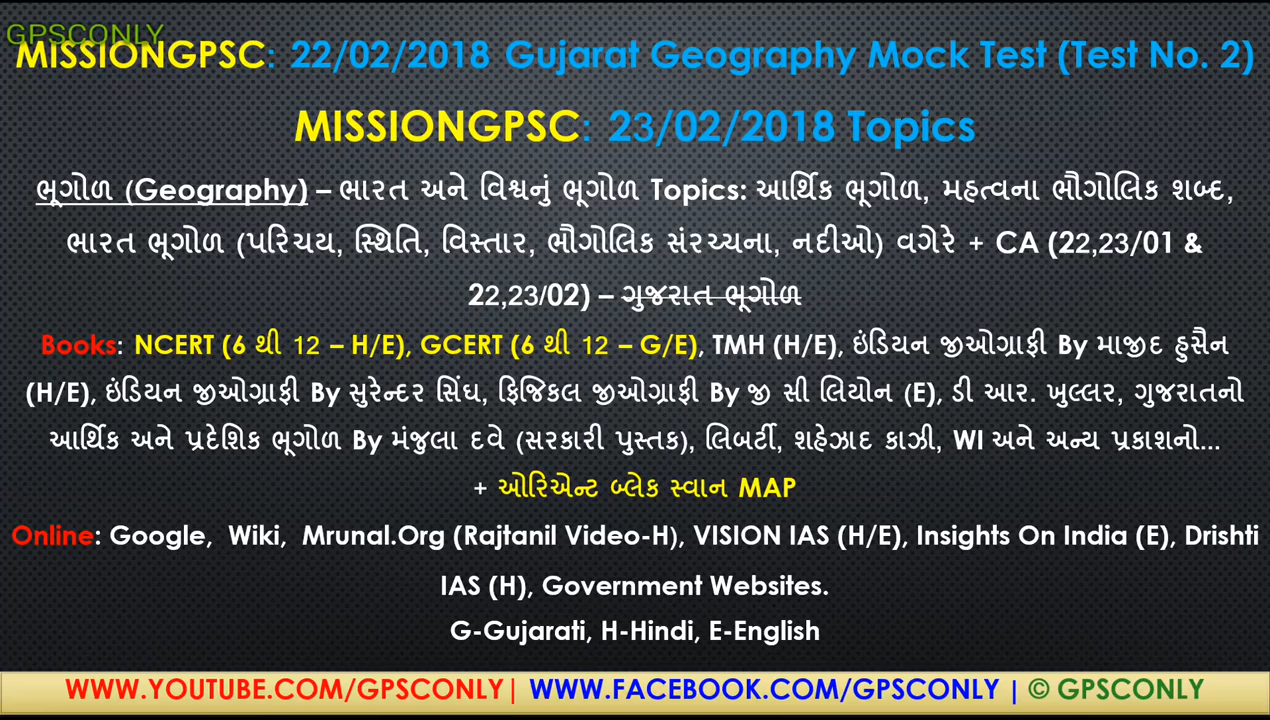 GPSCONLY
MISSIONGPSC: 22/02/2018 Gujarat Geography Mock Test (Test No. 2)
MISSIONGPSC: 23/02/2018 Topics
ભૂગોળ (Geography) – ભારત અને વિશ્વનું ભૂગોળ Topics: આર્થિક ભૂગોળ, મહત્વના ભૌગોલિક શબ્દ,
ભારત ભૂગોળ (પરિચય, સ્થિતિ, વિસ્તાર, ભૌગોલિક સંરચ્યના, નદીઓ) વગેરે + CA (22,23/01 &
22,23/02) – ગુજરાત ભૂગોળ
Books: NCERT (6 થી 12 – H/E), GCERT (6 થી 12 – G/E), TMH (H/E), ઇંડિયન જીઓગ્રાફી By માજીદ હુસૈન
(H/E), ઇંડિયન જીઓગ્રાફી By સુરેન્દર સિંઘ, ફિજિકલ જીઓગ્રાફી By જી સી લિયોન (E), ડી આર. ખુલ્લર, ગુજરાતનો
આર્થિક અને પ્રદેશિક ભૂગોળ By મંજુલા દવે (સરકારી પુસ્તક), લિબર્ટી, શહેઝાદ કાઝી, WI અને અન્ય પ્રકાશનો...
+ ઓરિએન્ટ બ્લેક સ્વાન MAP
Online: Google, Wiki, Mrunal.Org (Rajtanil Video-H), VISION IAS (H/E), Insights On India (E), Drishti
IAS (H), Government Websites.
G-Gujarati, H-Hindi, E-English
WWW.YOUTUBE.COM/GPSCONLY| WWW.FACEBOOK.COM/GPSCONLY | © GPSCONLY